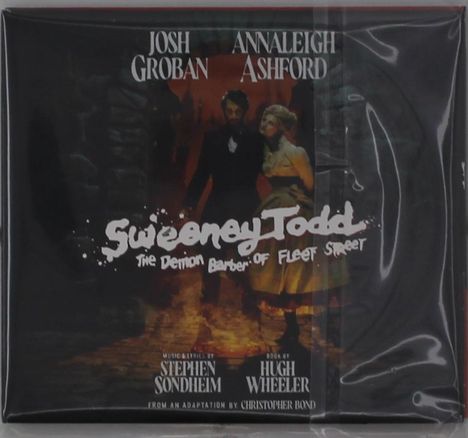 JOSH ANNALEIGH
GROBAN ASHFORD
Sweeney Todd
THE DEMON BARBER OF FLEET STREET
MUSIC & LYRICS BY BOOK BY
STEPHEN HUGH
SONDHEIM WHEELER
FROM AN ADAPTATION BY CHRISTOPHER BOND